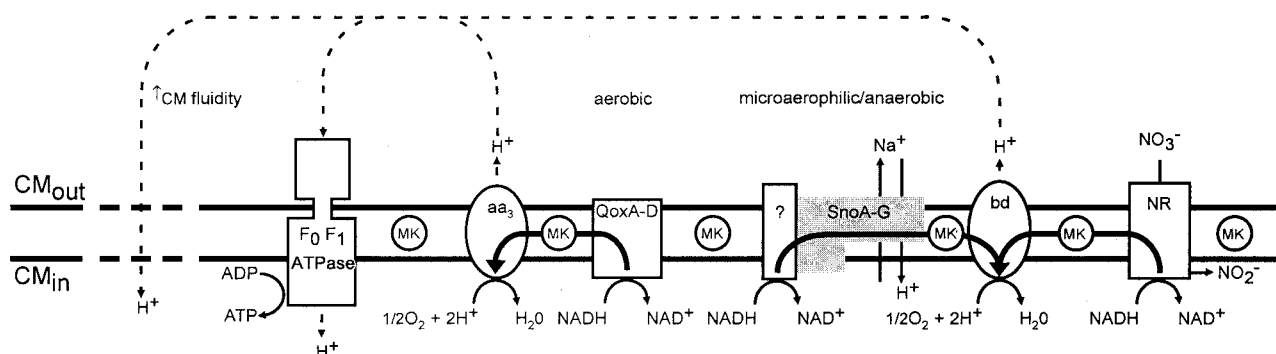 ↑CM fluidity
aerobic
microaerophilic/anaerobic
H+
Na+
H+
NO3−
CMout
aa3
QoxA-D
?
SnoA-G
bd
NR
MK
MK
MK
MK
MK
MK
F0 F1
ATPase
CMin
ADP
NO2−
H+
ATP
H+
1/2O2 + 2H+
H20
NADH
NAD+
NADH
NAD+
1/2O2 + 2H+
H20
NADH
NAD+
H+